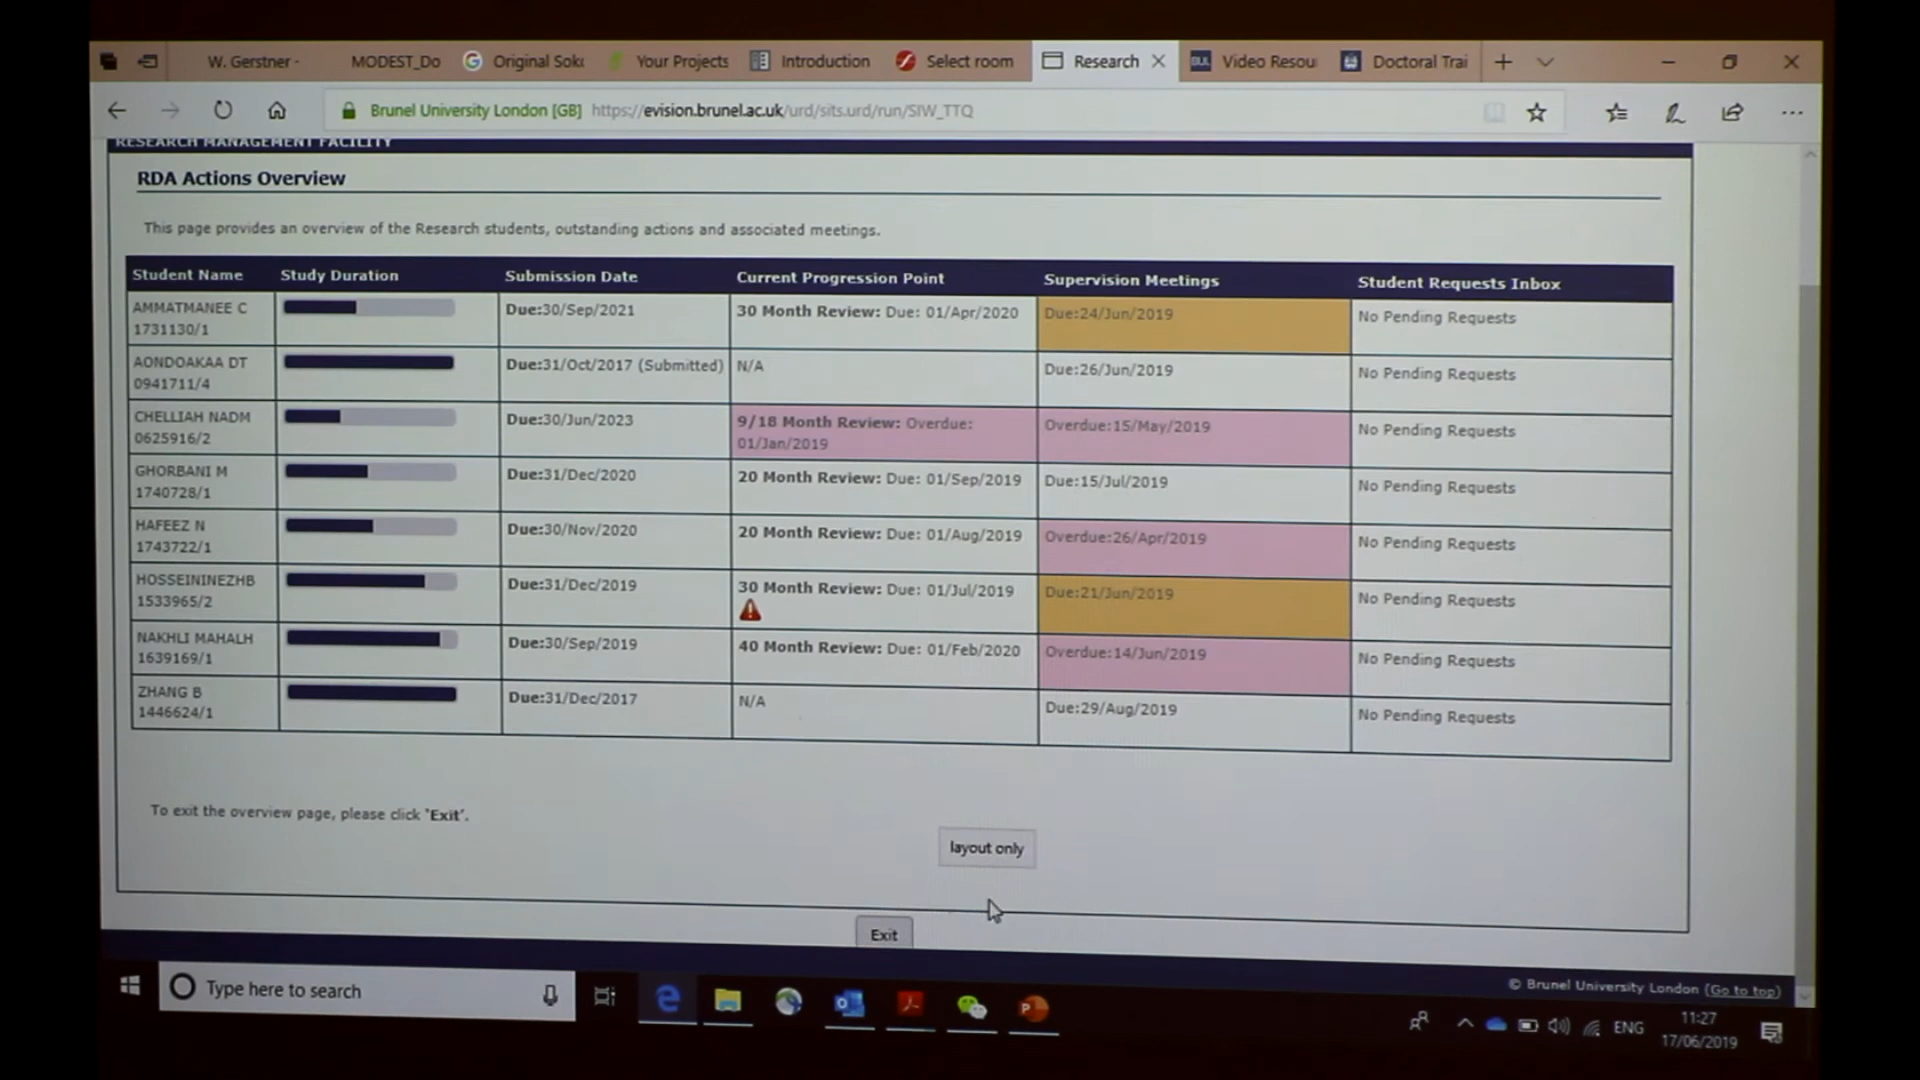 W. Gerstner -
MODEST_Do
Original Sok
Your Projects
Introduction
Select room
Research
Video Resou
Doctoral Trai
Brunel University London [GB] https://evision.brunel.ac.uk/urd/sits.urd/run/SIW_TTQ
RESEARCH MANAGEMENT FACILITY
RDA Actions Overview
This page provides an overview of the Research students, outstanding actions and associated meetings.
Student Name Study Duration Submission Date Current Progression Point Supervision Meetings Student Requests Inbox
AMMATMANEE C Due:30/Sep/2021 30 Month Review: Due: 01/Apr/2020 Due:24/Jun/2019 No Pending Requests
1731130/1
AONDOAKAA DT Due:31/Oct/2017 (Submitted) N/A Due:26/Jun/2019 No Pending Requests
0941711/4
CHELLIAH NADM Due:30/Jun/2023 9/18 Month Review: Overdue: Overdue:15/May/2019 No Pending Requests
0625916/2 01/Jan/2019
GHORBANI M Due:31/Dec/2020 20 Month Review: Due: 01/Sep/2019 Due:15/Jul/2019 No Pending Requests
1740728/1
HAFEEZ N Due:30/Nov/2020 20 Month Review: Due: 01/Aug/2019 Overdue:26/Apr/2019 No Pending Requests
1743722/1
HOSSEININEZHB Due:31/Dec/2019 30 Month Review: Due: 01/Jul/2019 Due:21/Jun/2019 No Pending Requests
1533965/2
NAKHLI MAHALH Due:30/Sep/2019 40 Month Review: Due: 01/Feb/2020 Overdue:14/Jun/2019 No Pending Requests
1639169/1
ZHANG B Due:31/Dec/2017 N/A Due:29/Aug/2019 No Pending Requests
1446624/1
To exit the overview page, please click 'Exit'.
layout only
Exit
© Brunel University London (Go to top)
Type here to search
ENG
11:27
17/06/2019